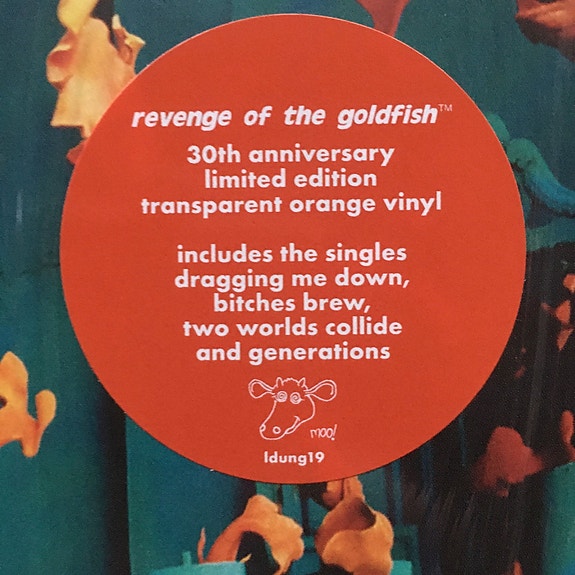 revenge of the goldfish™
30th anniversary
limited edition
transparent orange vinyl
includes the singles
dragging me down,
bitches brew,
two worlds collide
and generations
moo!
ldung19